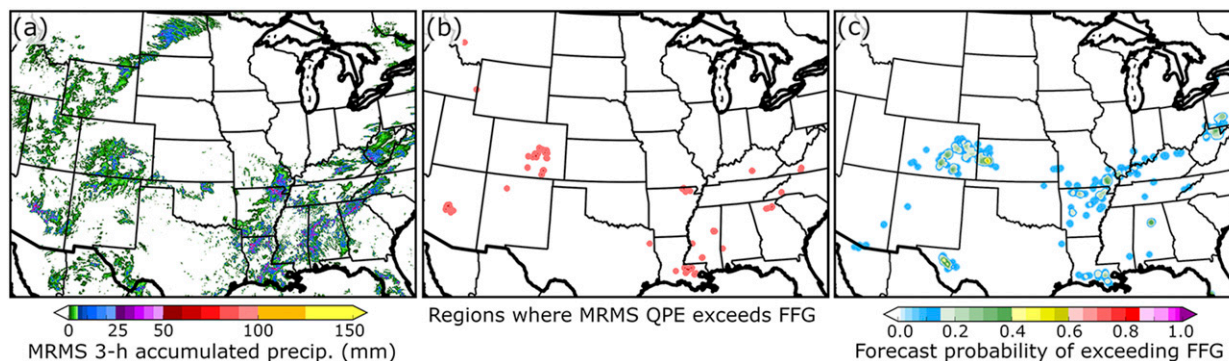 (a) (b) (c)
0 25 50 100 150
MRMS 3-h accumulated precip. (mm)
Regions where MRMS QPE exceeds FFG
0.0 0.2 0.4 0.6 0.8 1.0
Forecast probability of exceeding FFG